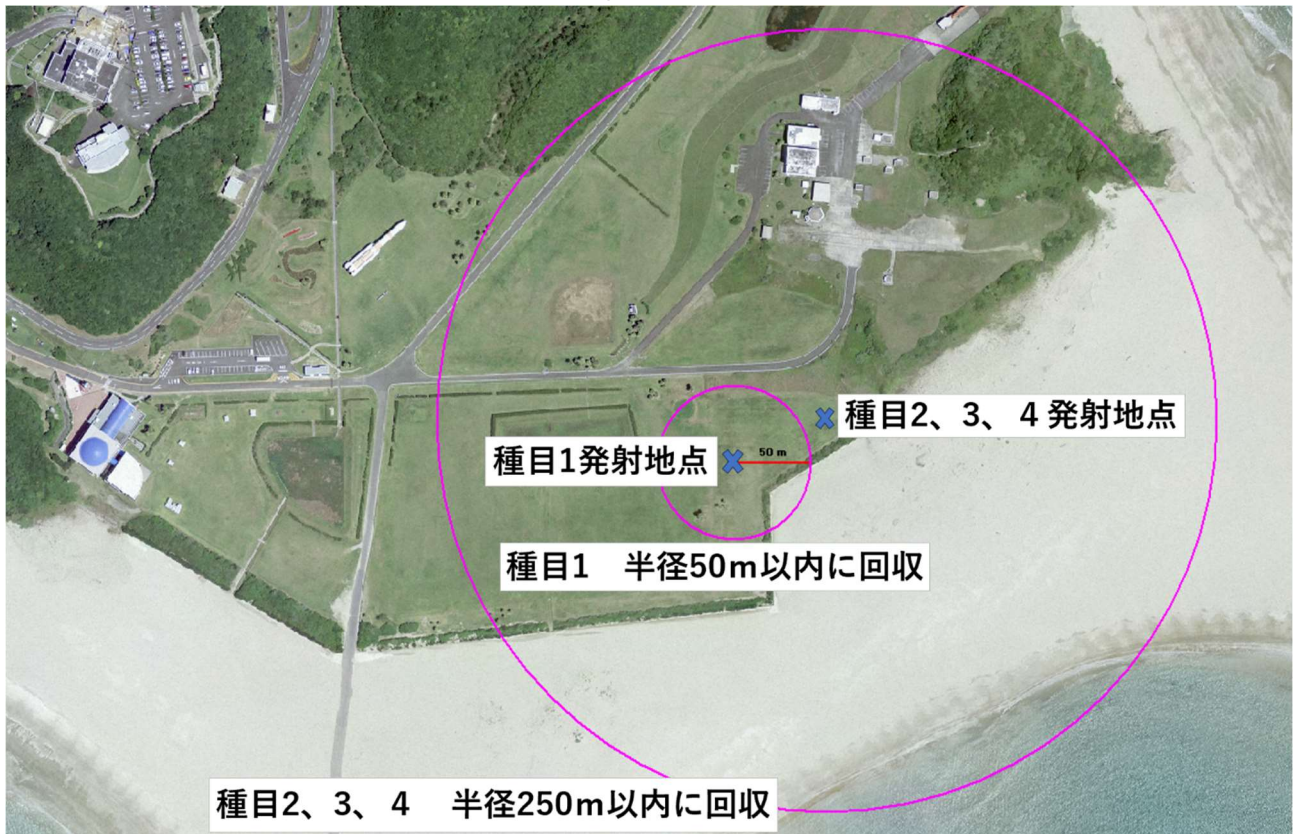 種目2、3、４発射地点
種目1発射地点
50 m
種目1　半径50m以内に回収
種目2、3、４　半径250m以内に回収